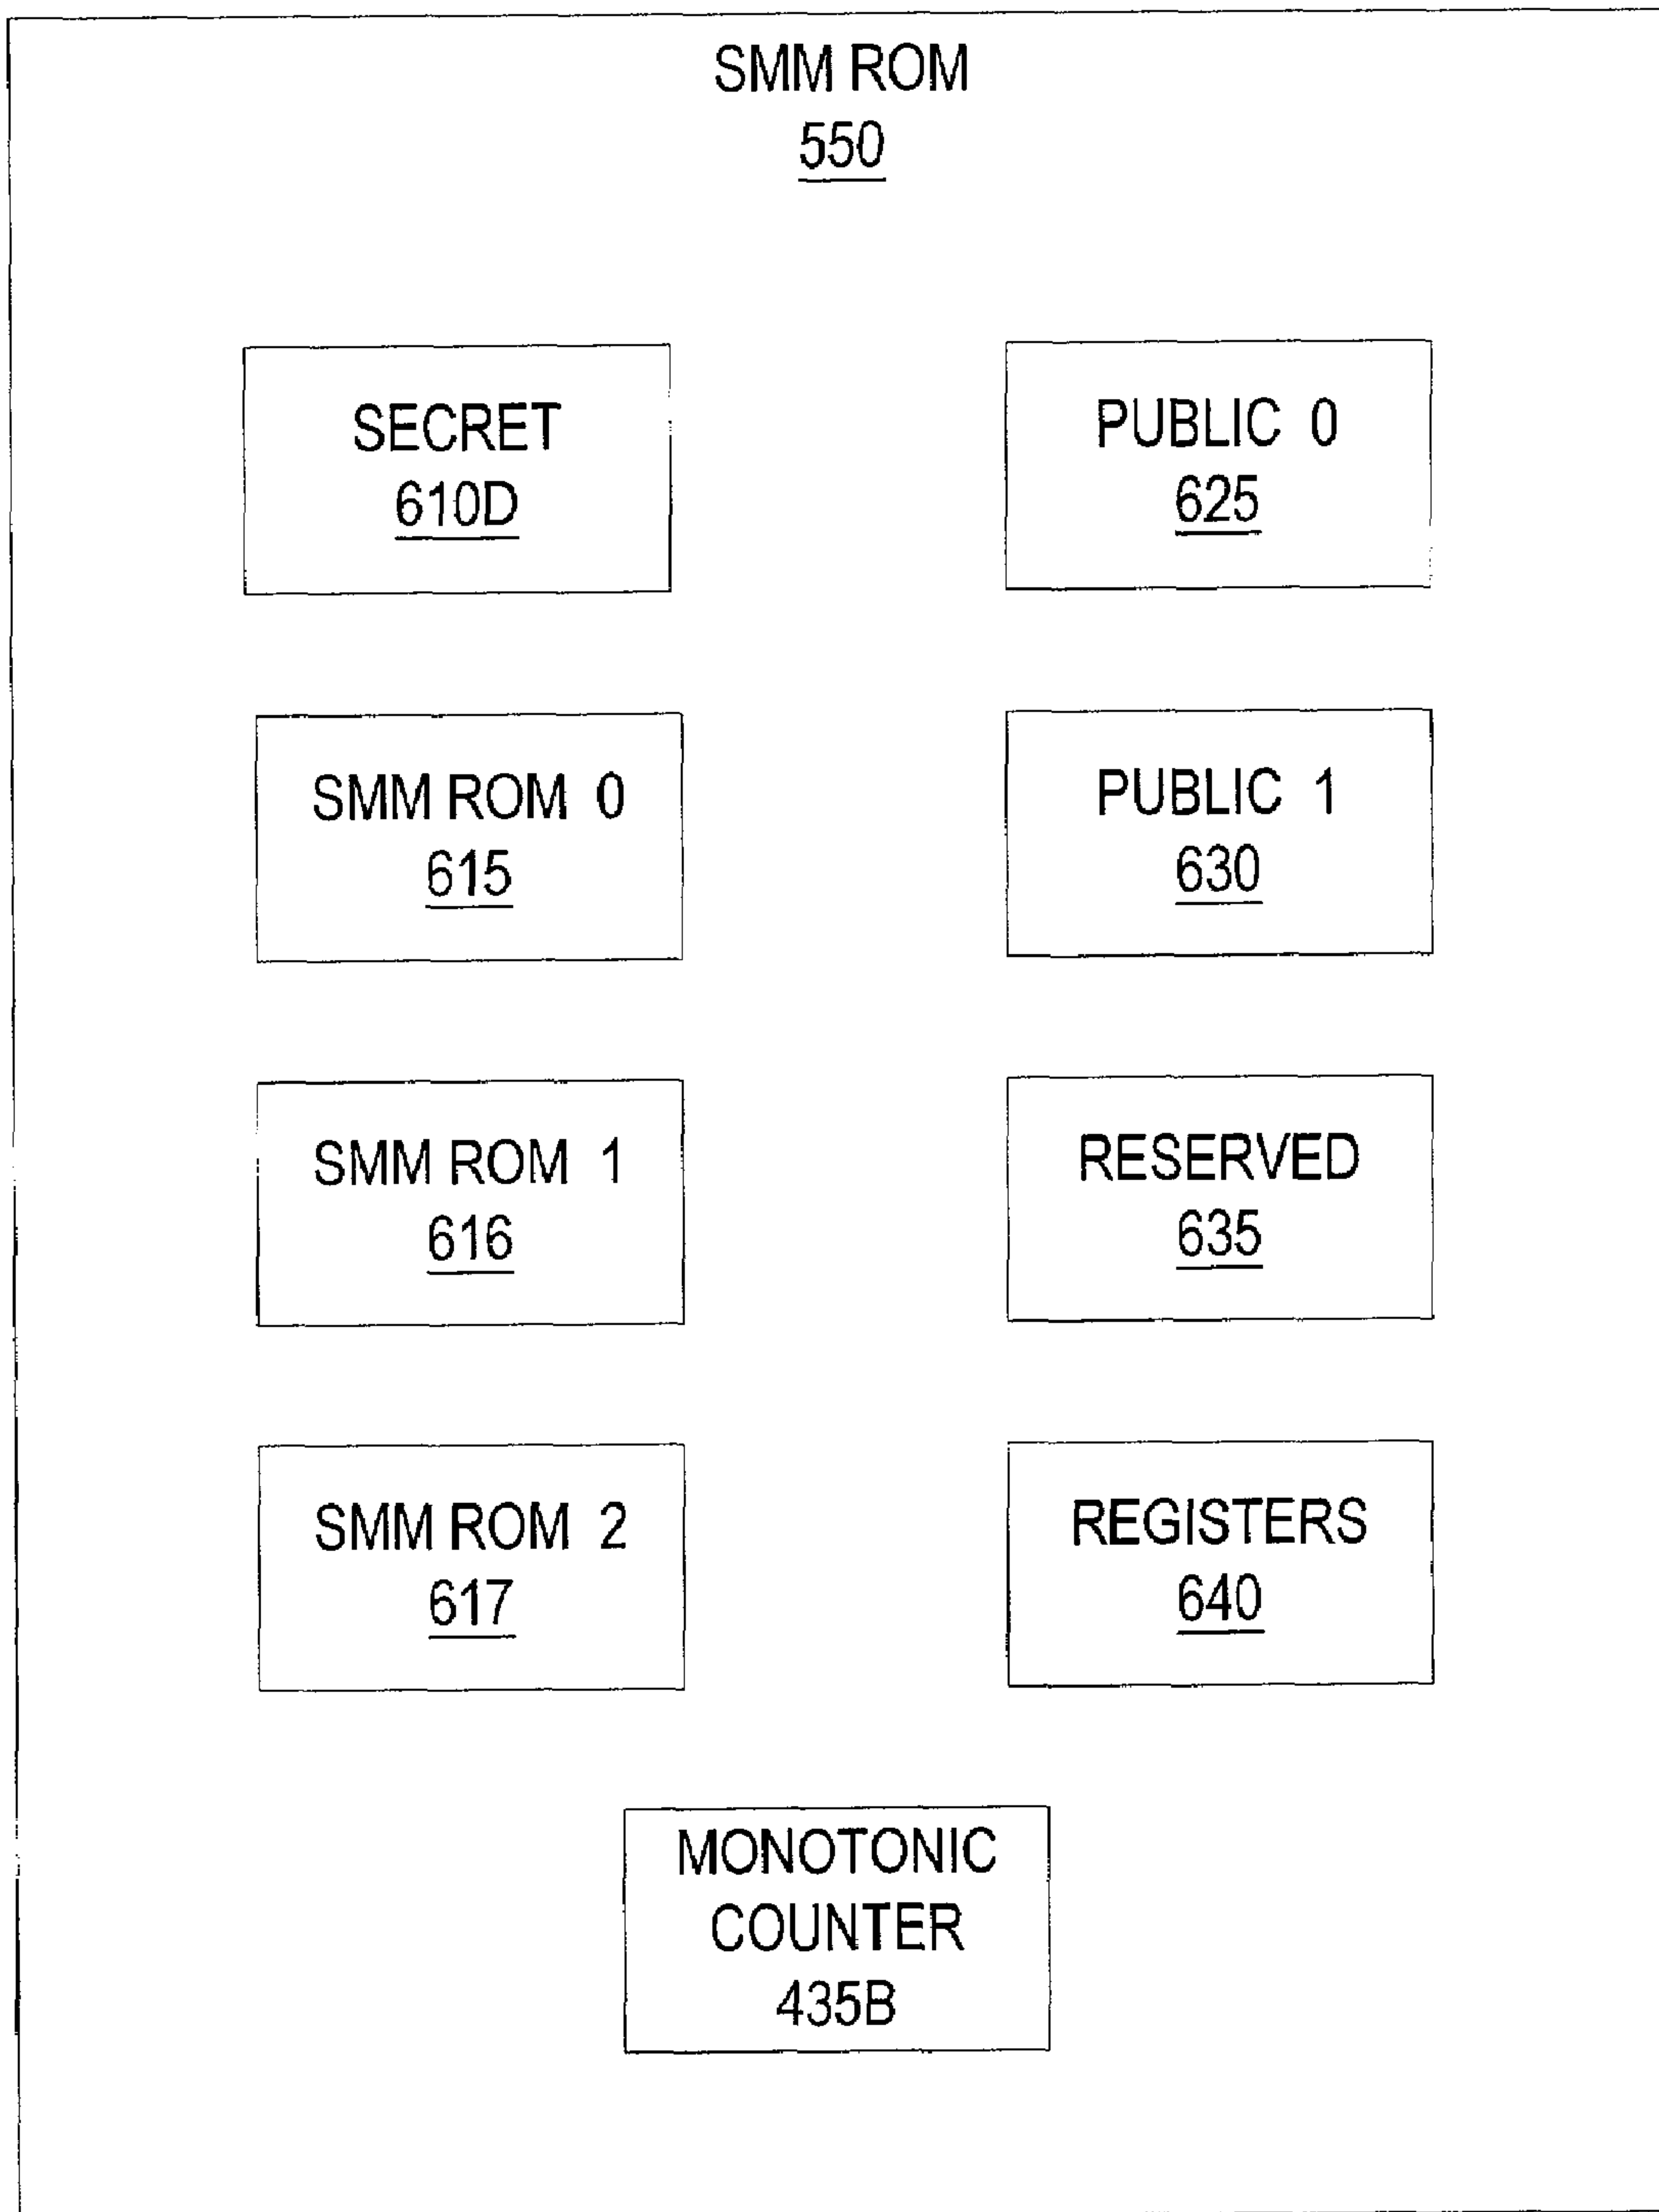 SMM ROM
550
SECRET
610D
PUBLIC 0
625
SMM ROM 0
615
PUBLIC 1
630
SMM ROM 1
616
RESERVED
635
SMM ROM 2
617
REGISTERS
640
MONOTONIC
COUNTER
435B